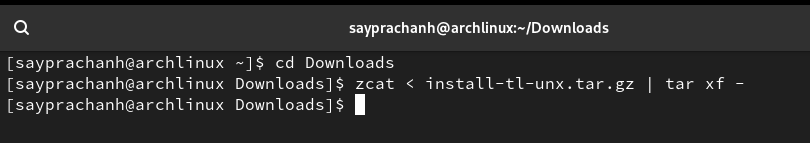 sayprachanh@archlinux:~/Downloads
[sayprachanh@archlinux ~]$ cd Downloads
[sayprachanh@archlinux Downloads]$ zcat < install-tl-unx.tar.gz | tar xf -
[sayprachanh@archlinux Downloads]$